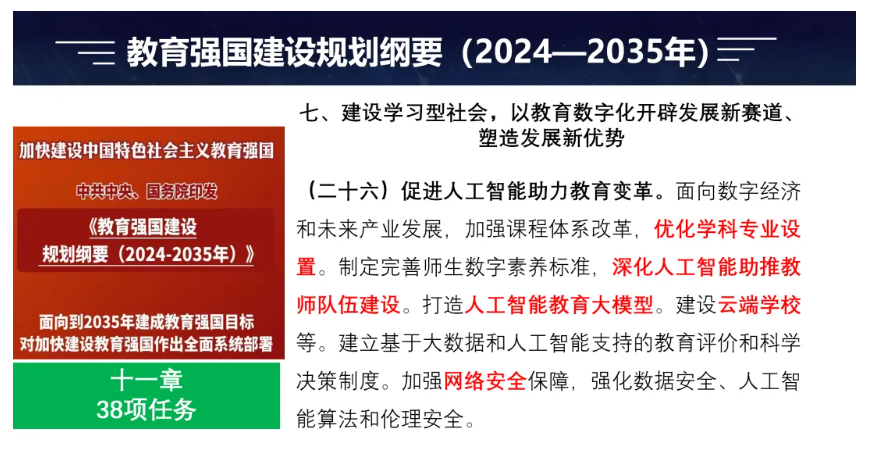 教育强国建设规划纲要（2024—2035年)
加快建设中国特色社会主义教育强国
中共中央、国务院印发
《教育强国建设
规划纲要（2024-2035年）》
面向到2035年建成教育强国目标
对加快建设教育强国作出全面系统部署
十一章
38项任务
七、建设学习型社会，以教育数字化开辟发展新赛道、
塑造发展新优势
（二十六）促进人工智能助力教育变革。面向数字经济
和未来产业发展，加强课程体系改革，优化学科专业设
置。制定完善师生数字素养标准，深化人工智能助推教
师队伍建设。打造人工智能教育大模型。建设云端学校
等。建立基于大数据和人工智能支持的教育评价和科学
决策制度。加强网络安全保障，强化数据安全、人工智
能算法和伦理安全。